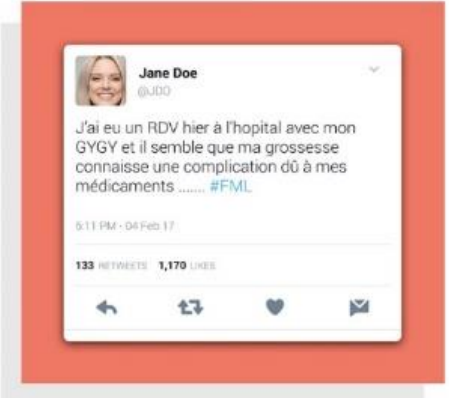 Jane Doe
@JDO
J'ai eu un RDV hier à l'hopital avec mon
GYGY et il semble que ma grossesse
connaisse une complication dû à mes
médicaments ....... #FML
5:11 PM - 04 Feb 17
133 RETWEETS 1,170 LIKES